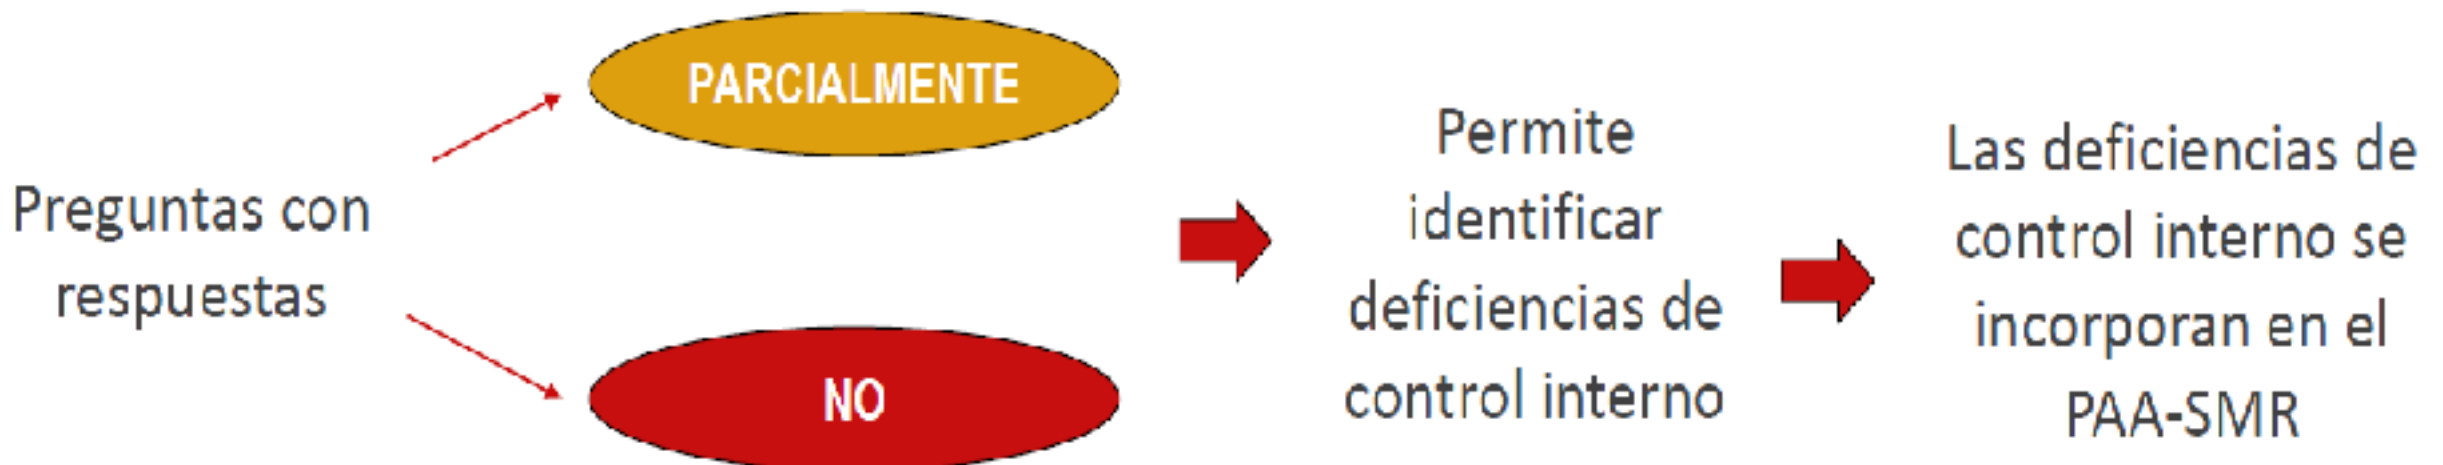 Preguntas con
respuestas
PARCIALMENTE
NO
Permite
identificar
deficiencias de
control interno
Las deficiencias de
control interno se
incorporan en el
PAA-SMR